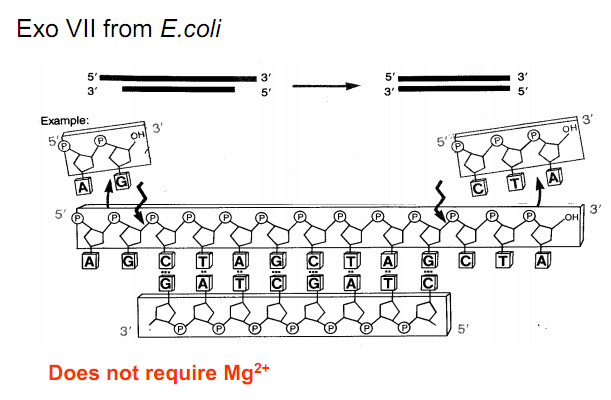 Exo VII from E.coli
5' 3' 5' 3'
3' 5' 3' 5'
Example:
5' P P OH 3' 5' P P P OH 3'
A G C T A
5' P P P P P P P P P P P P P OH 3'
A G C T A G C T A G C T A
G A T C G A T C
3' P P P P P P P 5'
Does not require Mg2+